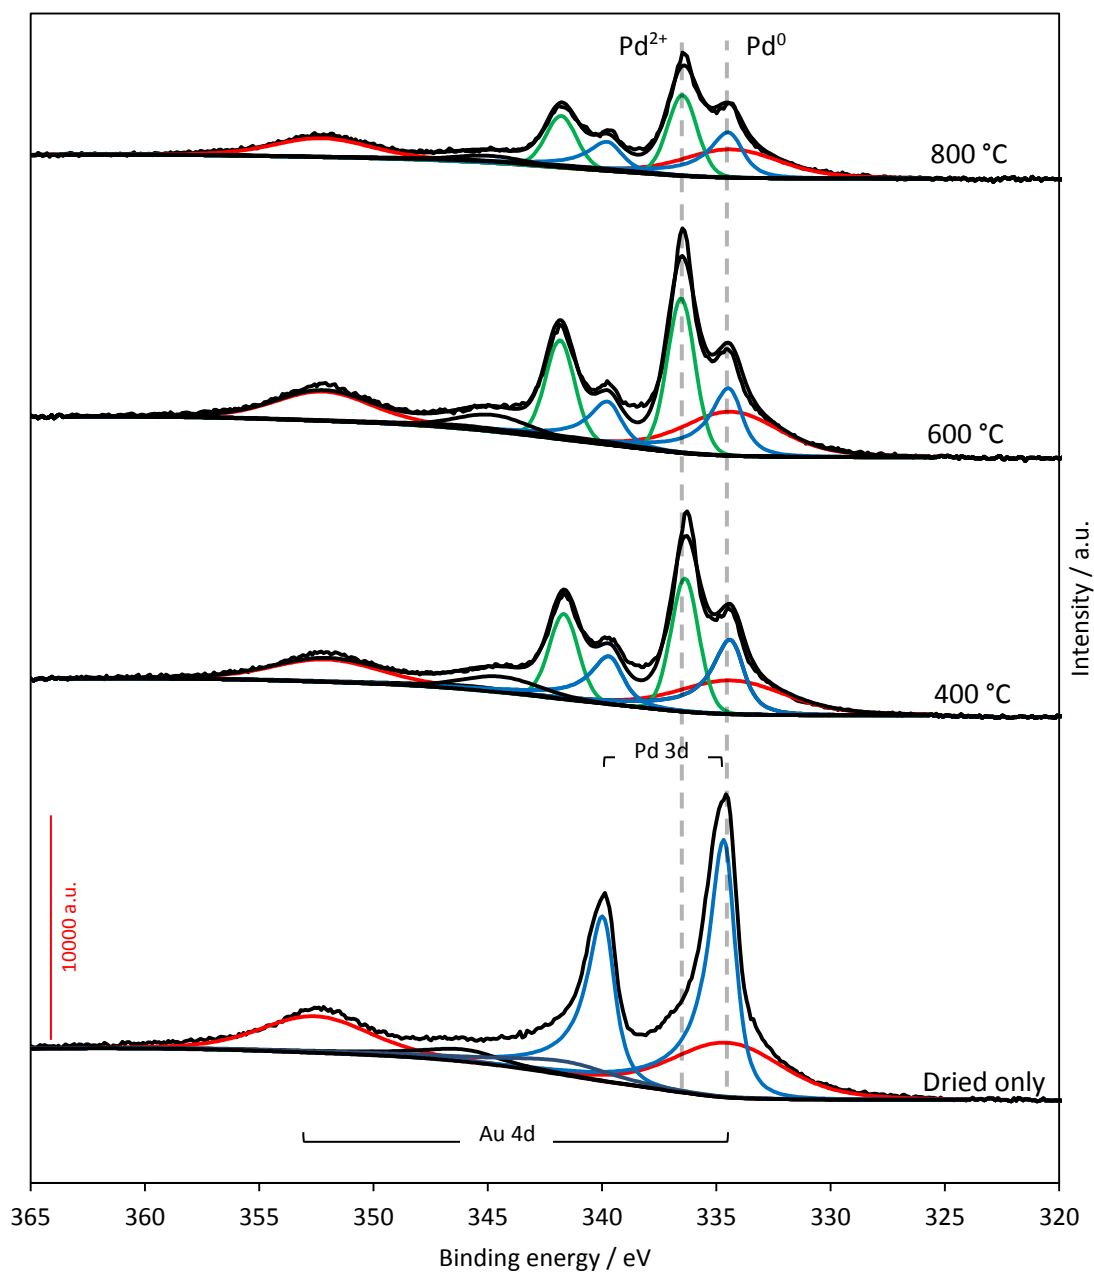 Pd²⁺ Pd⁰
800 °C
600 °C
400 °C
Pd 3d
Dried only
Au 4d
10000 a.u.
Intensity / a.u.
365 360 355 350 345 340 335 330 325 320
Binding energy / eV